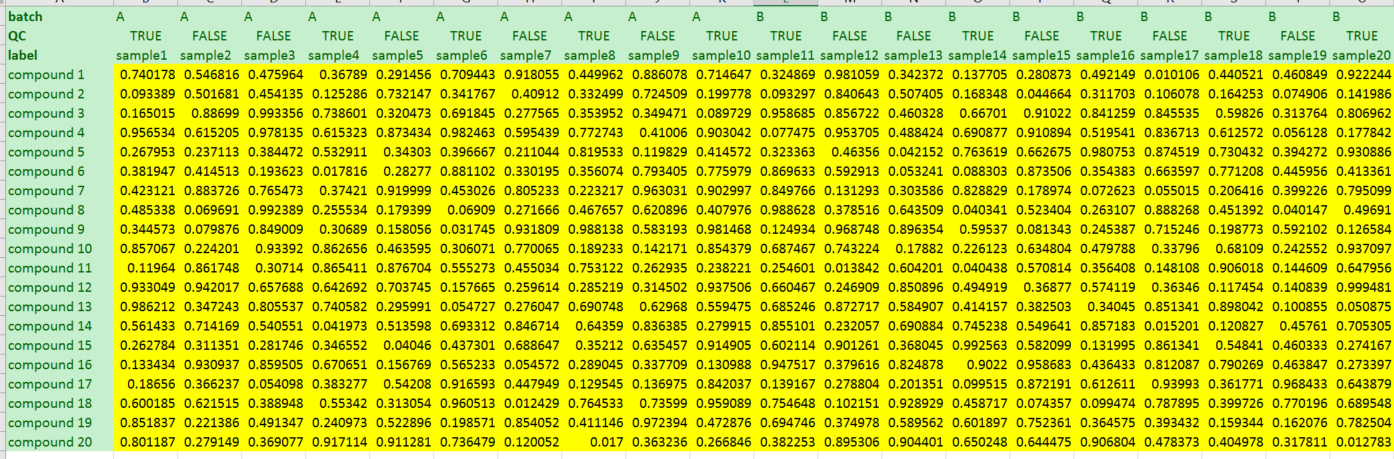 batch A A A A A A A A A A B B B B B B B B B B
QC TRUE FALSE FALSE TRUE FALSE TRUE FALSE TRUE FALSE TRUE TRUE FALSE FALSE TRUE FALSE TRUE FALSE TRUE FALSE TRUE
label sample1 sample2 sample3 sample4 sample5 sample6 sample7 sample8 sample9 sample10 sample11 sample12 sample13 sample14 sample15 sample16 sample17 sample18 sample19 sample20
compound 1 0.740178 0.546816 0.475964 0.36789 0.291456 0.709443 0.918055 0.449962 0.886078 0.714647 0.324869 0.981059 0.342372 0.137705 0.280873 0.492149 0.010106 0.440521 0.460849 0.922244
compound 2 0.093389 0.501681 0.454135 0.125286 0.732147 0.341767 0.40912 0.332499 0.724509 0.199778 0.093297 0.840643 0.507405 0.168348 0.044664 0.311703 0.106078 0.164253 0.074906 0.141986
compound 3 0.165015 0.88699 0.993356 0.738601 0.320473 0.691845 0.277565 0.353952 0.349471 0.089729 0.958685 0.856722 0.460328 0.66701 0.91022 0.841259 0.845535 0.59826 0.313764 0.806962
compound 4 0.956534 0.615205 0.978135 0.615323 0.873434 0.982463 0.595439 0.772743 0.41006 0.903042 0.077475 0.953705 0.488424 0.690877 0.910894 0.519541 0.836713 0.612572 0.056128 0.177842
compound 5 0.267953 0.237113 0.384472 0.532911 0.34303 0.396667 0.211044 0.819533 0.119829 0.414572 0.323363 0.46356 0.042152 0.763619 0.662675 0.980753 0.874519 0.730432 0.394272 0.930886
compound 6 0.381947 0.414513 0.193623 0.017816 0.28277 0.881102 0.330195 0.356074 0.793405 0.775979 0.869633 0.592913 0.053241 0.088303 0.873506 0.354383 0.663597 0.771208 0.445956 0.413361
compound 7 0.423121 0.883726 0.765473 0.37421 0.919999 0.453026 0.805233 0.223217 0.963031 0.902997 0.849766 0.131293 0.303586 0.828829 0.178974 0.072623 0.055015 0.206416 0.399226 0.795099
compound 8 0.485338 0.069691 0.992389 0.255534 0.179399 0.06909 0.271666 0.467657 0.620896 0.407976 0.988628 0.378516 0.643509 0.040341 0.523404 0.263107 0.888268 0.451392 0.040147 0.49691
compound 9 0.344573 0.079876 0.849009 0.30689 0.158056 0.031745 0.931809 0.988138 0.583193 0.981468 0.124934 0.968748 0.896354 0.59537 0.081343 0.245387 0.715246 0.198773 0.592102 0.126584
compound 10 0.857067 0.224201 0.93392 0.862656 0.463595 0.306071 0.770065 0.189233 0.142171 0.854379 0.687467 0.743224 0.17882 0.226123 0.634804 0.479788 0.33796 0.68109 0.242552 0.937097
compound 11 0.11964 0.861748 0.30714 0.865411 0.876704 0.555273 0.455034 0.753122 0.262935 0.238221 0.254601 0.013842 0.604201 0.040438 0.570814 0.356408 0.148108 0.906018 0.144609 0.647956
compound 12 0.933049 0.942017 0.657688 0.642692 0.703745 0.157665 0.259614 0.285219 0.314502 0.937506 0.660467 0.246909 0.850896 0.494919 0.36877 0.574119 0.36346 0.117454 0.140839 0.999481
compound 13 0.986212 0.347243 0.805537 0.740582 0.295991 0.054727 0.276047 0.690748 0.62968 0.559475 0.685246 0.872717 0.584907 0.414157 0.382503 0.34045 0.851341 0.898042 0.100855 0.050875
compound 14 0.561433 0.714169 0.540551 0.041973 0.513598 0.693312 0.846714 0.64359 0.836385 0.279915 0.855101 0.232057 0.690884 0.745238 0.549641 0.857183 0.015201 0.120827 0.45761 0.705305
compound 15 0.262784 0.311351 0.281746 0.346552 0.04769 0.437301 0.688647 0.35212 0.635457 0.914905 0.602114 0.901261 0.368045 0.992563 0.582099 0.131995 0.861341 0.54841 0.460333 0.274167
compound 16 0.133434 0.930937 0.859505 0.670651 0.156769 0.565233 0.054572 0.289045 0.337709 0.130988 0.947517 0.379616 0.824878 0.9022 0.958683 0.436433 0.812087 0.790269 0.463847 0.273397
compound 17 0.18656 0.366237 0.054098 0.383277 0.54208 0.916593 0.447949 0.129545 0.136975 0.842037 0.139167 0.278804 0.201351 0.099515 0.872191 0.612611 0.93993 0.361771 0.968433 0.643879
compound 18 0.600185 0.621515 0.388948 0.55342 0.313054 0.960513 0.012429 0.764533 0.73599 0.959089 0.754648 0.102151 0.928929 0.458717 0.074357 0.099474 0.787895 0.399726 0.770196 0.689548
compound 19 0.851837 0.221386 0.491347 0.240973 0.522896 0.198571 0.854052 0.411146 0.972394 0.472876 0.694746 0.374978 0.589562 0.601897 0.752361 0.364575 0.393432 0.159344 0.162076 0.782504
compound 20 0.801187 0.279149 0.369077 0.917114 0.911281 0.736479 0.120052 0.017 0.363236 0.266846 0.382253 0.895306 0.904401 0.650248 0.644475 0.906804 0.478373 0.404978 0.317811 0.012783